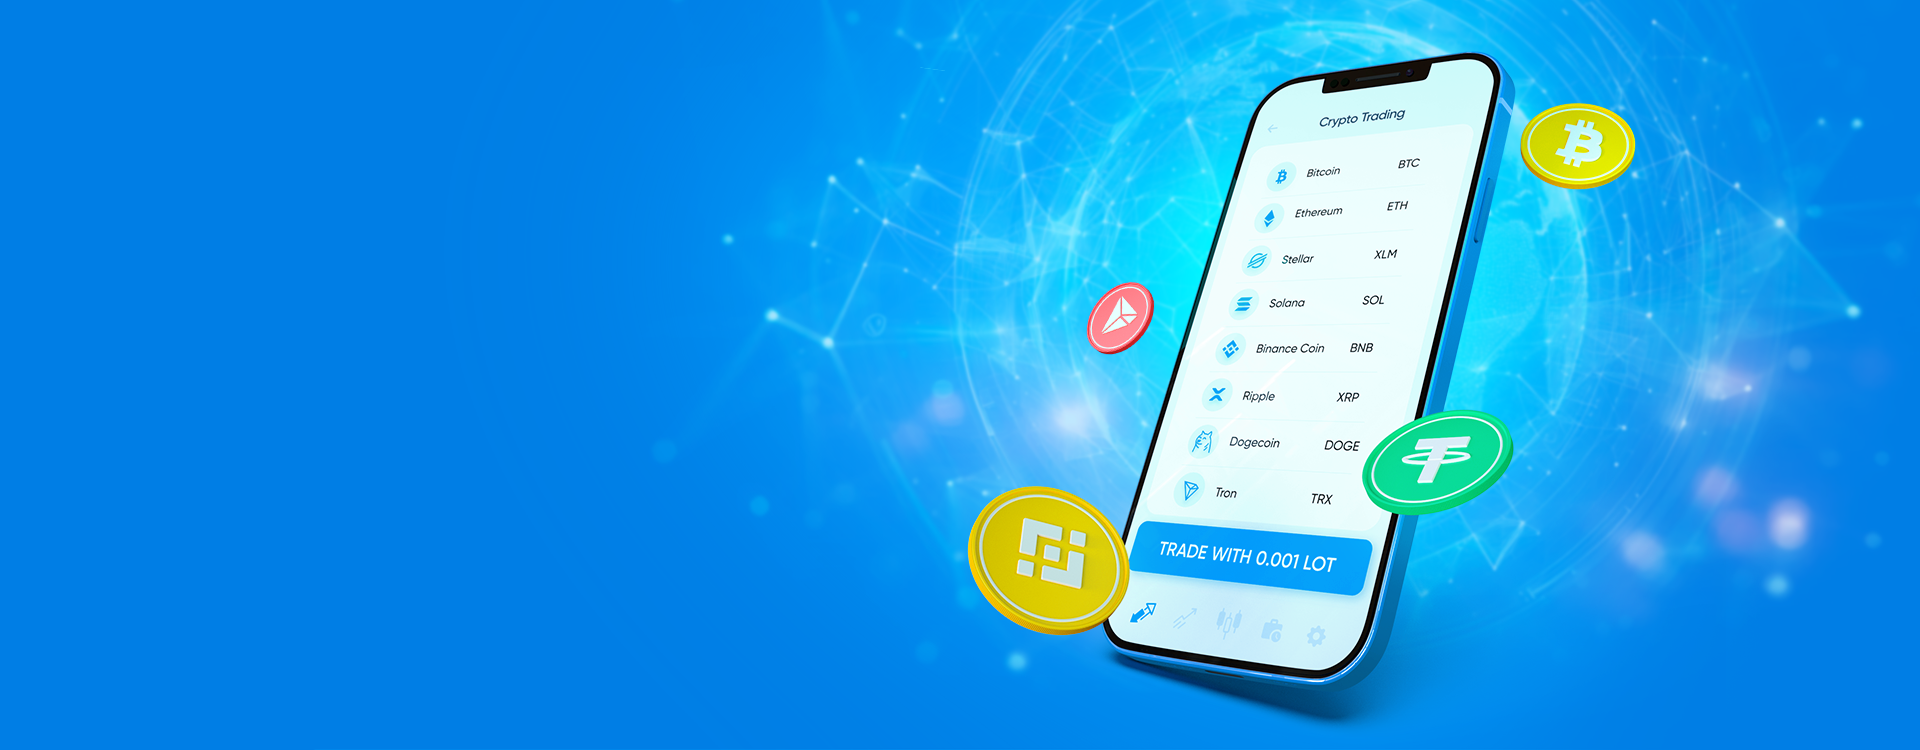 Crypto Trading
Bitcoin BTC
Ethereum ETH
Stellar XLM
Solana SOL
Binance Coin BNB
Ripple XRP
Dogecoin DOGE
Tron TRX
TRADE WITH 0.001 LOT